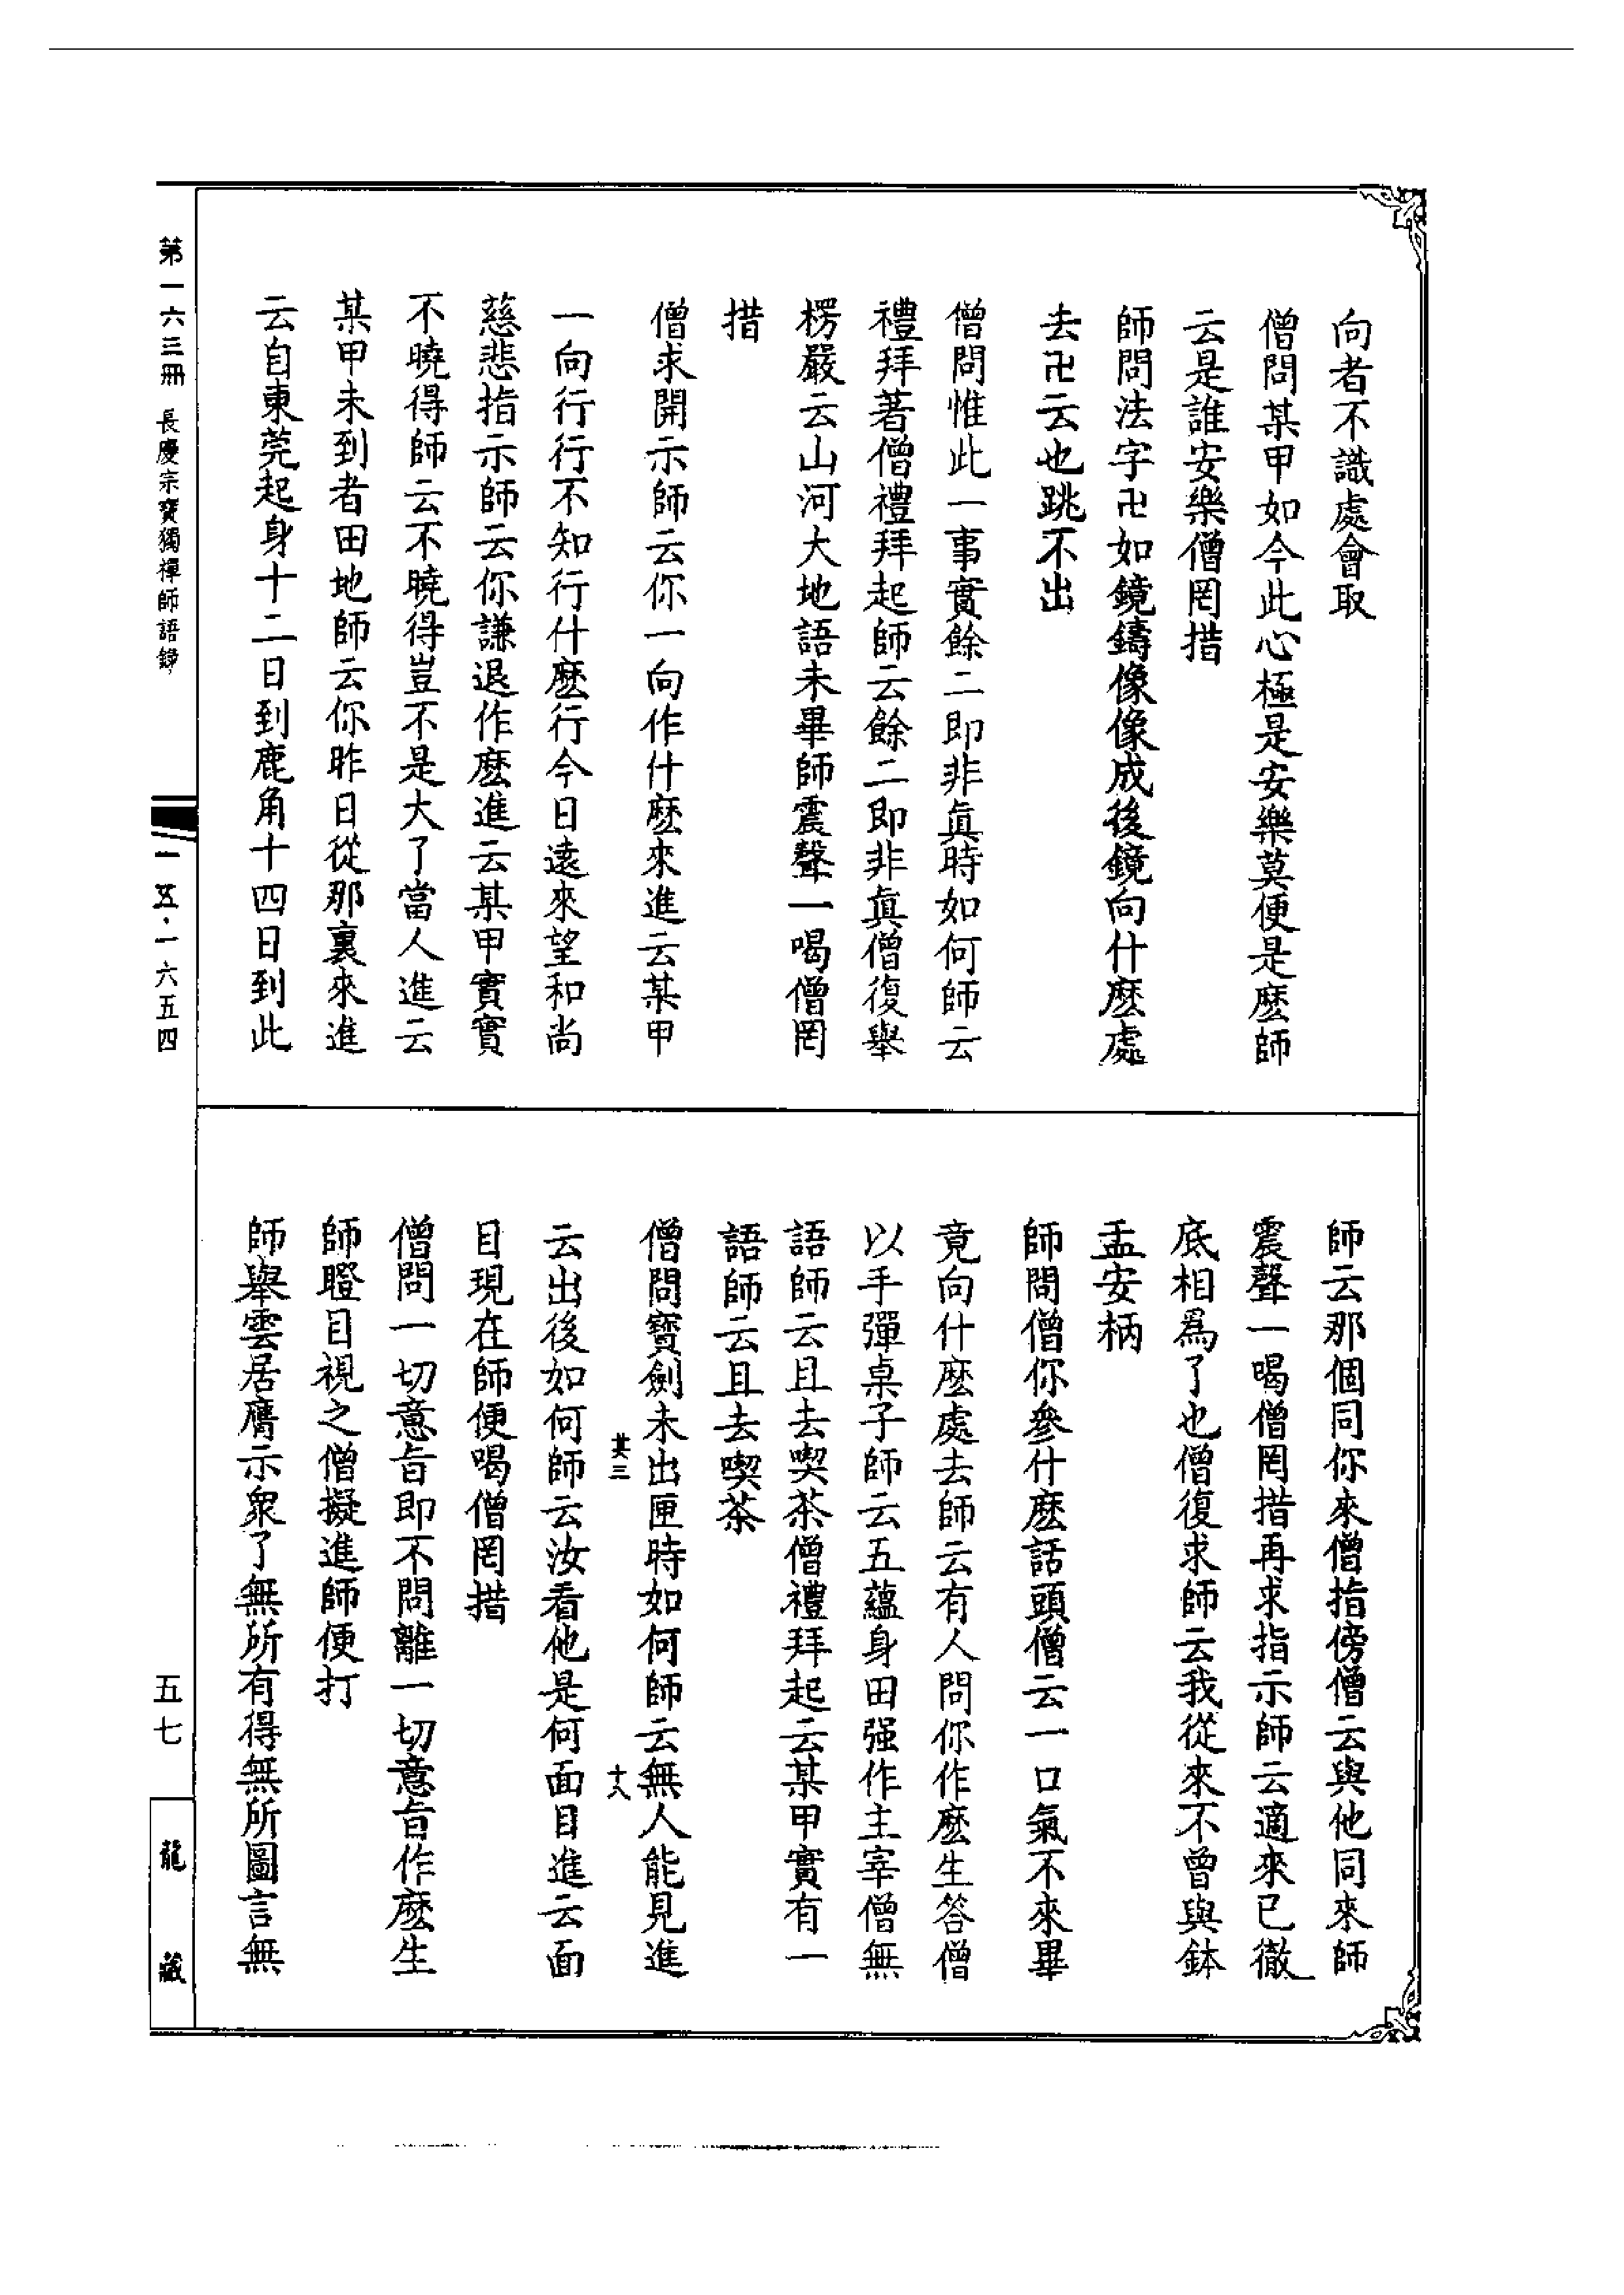 向者不識處會取
僧問某甲如今此心極是安樂莫便是麽師
云是誰安樂僧罔措
師問法字卍如鏡鑄像像成後鏡向什麽處
去卍云也跳不出
僧問惟此一事實餘二即非眞時如何師云
禮拜著僧禮拜起師云餘二即非眞僧復舉
楞嚴云山河大地語未畢師震聲一喝僧罔
措
僧求開示師云你一向作什麽來進云某甲
一向行行不知行什麽行今日遠來望和尚
慈悲指示師云你謙退作麽進云某甲實實
不曉得師云不曉得豈不是大了當人進云
某甲未到者田地師云你昨日從那裏來進
云自東莞起身十二日到鹿角十四日到此
師云那個同你來僧指傍僧云與他同來師
震聲一喝僧罔措再求指示師云適來已徹
底相爲了也僧復求師云我從來不曾與鉢
盂安柄
師問僧你參什麽話頭僧云一口氣不來畢
竟向什麽處去師云有人問你作麽生答僧
以手彈桌子師云五蘊身田强作主宰僧無
語師云且去喫茶僧禮拜起云某甲實有一
語師云且去喫茶
僧問寶劍未出匣時如何師云無人能見進
云出後如何師云汝看他是何面目進云面
目現在師便喝僧罔措
僧問一切意旨即不問離一切意旨作麽生
師瞪目視之僧擬進師便打
師舉雲居膺示衆了無所有得無所圖言無
其三
十八
第一六三冊 長慶宗寶獨禪師語錄
一五·一六五四
五七
龍藏